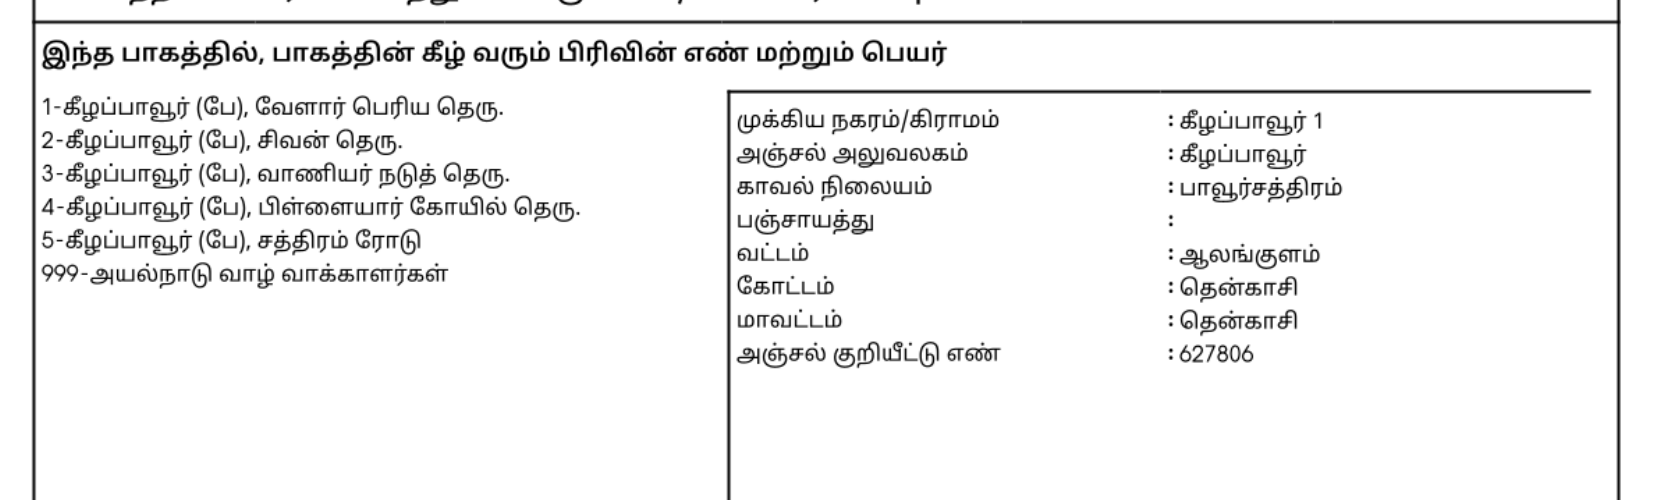 இந்த பாகத்தில், பாகத்தின் கீழ் வரும் பிரிவின் எண் மற்றும் பெயர்
1-கீழப்பாவூர் (பே), வேளார் பெரிய தெரு.
2-கீழப்பாவூர் (பே), சிவன் தெரு.
3-கீழப்பாவூர் (பே), வாணியர் நடுத் தெரு.
4-கீழப்பாவூர் (பே), பிள்ளையார் கோயில் தெரு.
5-கீழப்பாவூர் (பே), சத்திரம் ரோடு
999-அயல்நாடு வாழ் வாக்காளர்கள்
முக்கிய நகரம்/கிராமம் : கீழப்பாவூர் 1
அஞ்சல் அலுவலகம் : கீழப்பாவூர்
காவல் நிலையம் : பாவூர்சத்திரம்
பஞ்சாயத்து :
வட்டம் : ஆலங்குளம்
கோட்டம் : தென்காசி
மாவட்டம் : தென்காசி
அஞ்சல் குறியீட்டு எண் : 627806